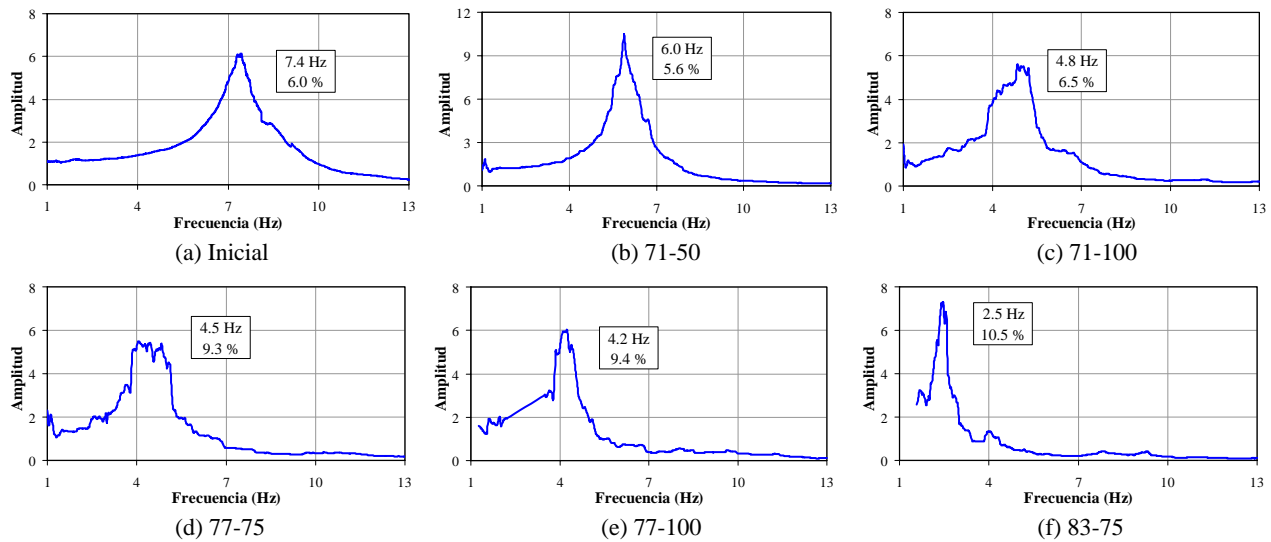 8
6
4
2
0
Amplitud
7.4 Hz
6.0 %
1
4
7
10
13
Frecuencia (Hz)
(a) Inicial
12
9
6
3
0
Amplitud
6.0 Hz
5.6 %
1
4
7
10
13
Frecuencia (Hz)
(b) 71-50
8
6
4
2
0
Amplitud
4.8 Hz
6.5 %
1
4
7
10
13
Frecuencia (Hz)
(c) 71-100
8
6
4
2
0
Amplitud
4.5 Hz
9.3 %
1
4
7
10
13
Frecuencia (Hz)
(d) 77-75
8
6
4
2
0
Amplitud
4.2 Hz
9.4 %
1
4
7
10
13
Frecuencia (Hz)
(e) 77-100
8
6
4
2
0
Amplitud
2.5 Hz
10.5 %
1
4
7
10
13
Frecuencia (Hz)
(f) 83-75